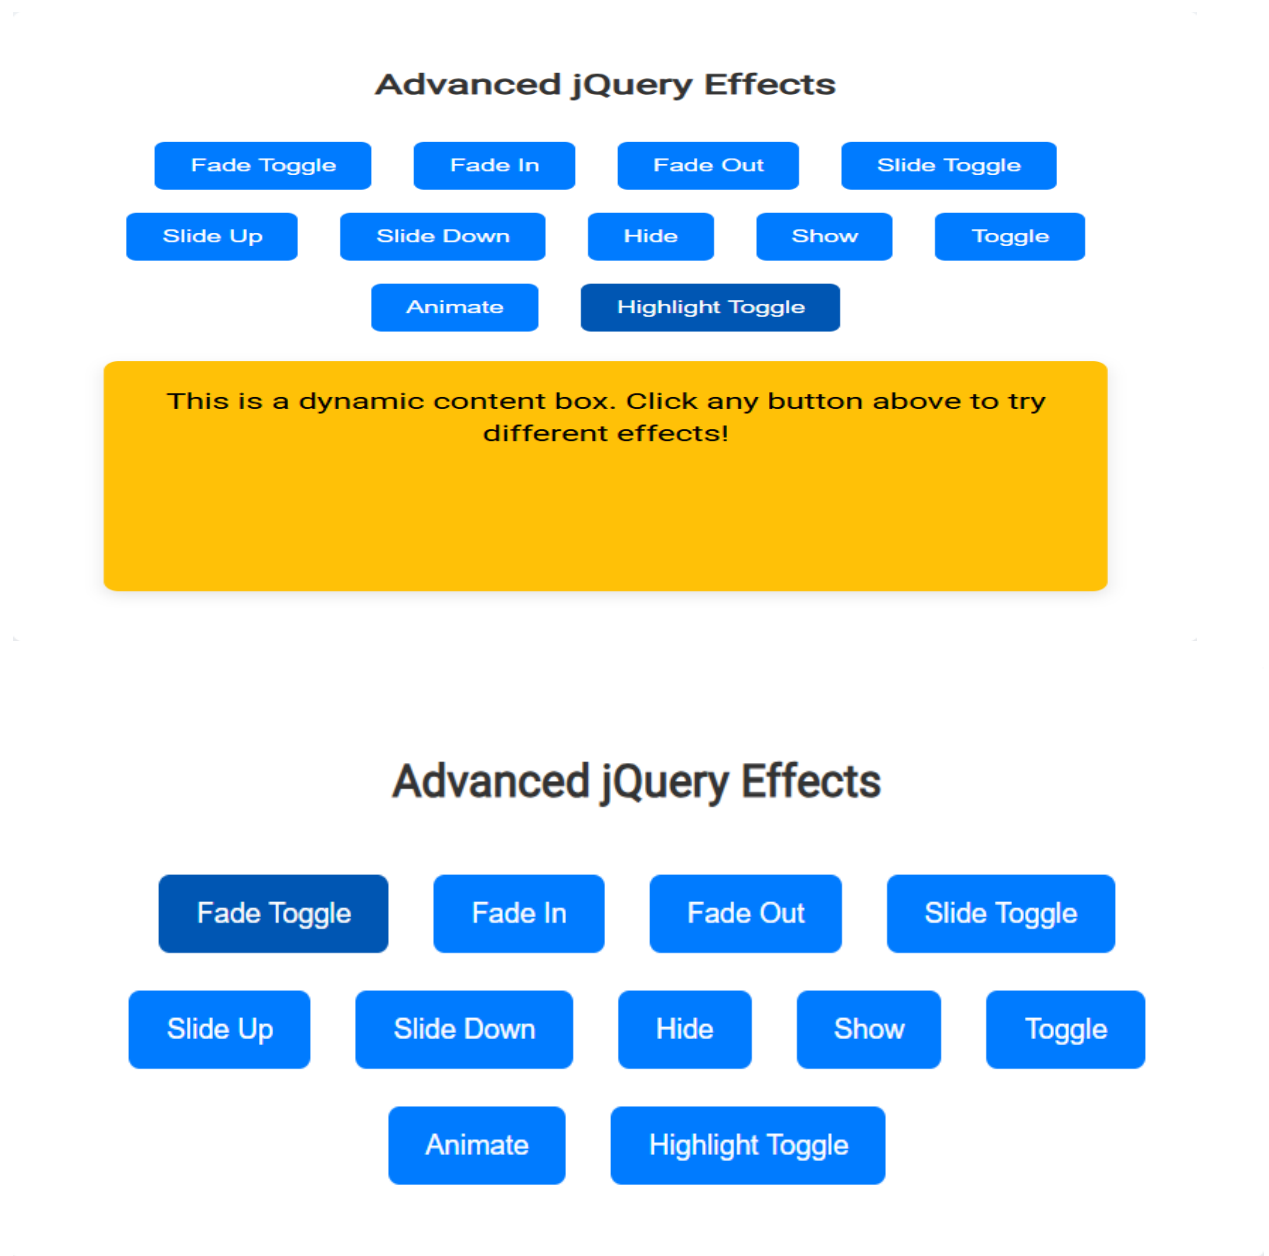 Advanced jQuery Effects
Fade Toggle Fade In Fade Out Slide Toggle
Slide Up Slide Down Hide Show Toggle
Animate Highlight Toggle
This is a dynamic content box. Click any button above to try
different effects!
Advanced jQuery Effects
Fade Toggle Fade In Fade Out Slide Toggle
Slide Up Slide Down Hide Show Toggle
Animate Highlight Toggle